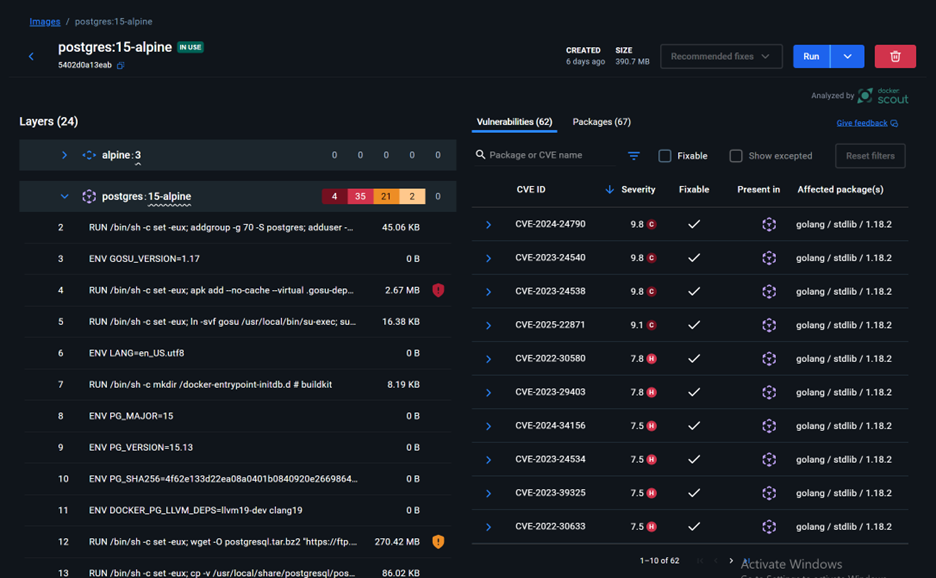 Images / postgres:15-alpine
postgres:15-alpine IN USE
5402d0a13eab
CREATED SIZE
6 days ago 390.7 MB
Recommended fixes
Run
Analyzed by docker scout
Give feedback
Layers (24)
alpine:3 0 0 0 0 0
postgres:15-alpine 4 35 21 2 0
2 RUN /bin/sh -c set -eux; addgroup -g 70 -S postgres; adduser -... 45.06 KB
3 ENV GOSU_VERSION=1.17 0 B
4 RUN /bin/sh -c set -eux; apk add --no-cache --virtual .gosu-dep... 2.67 MB
5 RUN /bin/sh -c set -eux; ln -svf gosu /usr/local/bin/su-exec; su... 16.38 KB
6 ENV LANG=en_US.utf8 0 B
7 RUN /bin/sh -c mkdir /docker-entrypoint-initdb.d # buildkit 8.19 KB
8 ENV PG_MAJOR=15 0 B
9 ENV PG_VERSION=15.13 0 B
10 ENV PG_SHA256=4f62e133d22ea08a0401b0840920e2669864... 0 B
11 ENV DOCKER_PG_LLVM_DEPS=llvm19-dev clang19 0 B
12 RUN /bin/sh -c set -eux; wget -O postgresql.tar.bz2 "https://ftp.... 270.42 MB
13 RUN /bin/sh -c set -eux; cp -v /usr/local/share/postgresql/pos... 86.02 KB
Vulnerabilities (62) Packages (67)
Package or CVE name Fixable Show excepted Reset filters
CVE ID Severity Fixable Present in Affected package(s)
CVE-2024-24790 9.8 C golang / stdlib / 1.18.2
CVE-2023-24540 9.8 C golang / stdlib / 1.18.2
CVE-2023-24538 9.8 C golang / stdlib / 1.18.2
CVE-2025-22871 9.1 C golang / stdlib / 1.18.2
CVE-2022-30580 7.8 H golang / stdlib / 1.18.2
CVE-2023-29403 7.8 H golang / stdlib / 1.18.2
CVE-2024-34156 7.5 H golang / stdlib / 1.18.2
CVE-2023-24534 7.5 H golang / stdlib / 1.18.2
CVE-2023-39325 7.5 H golang / stdlib / 1.18.2
CVE-2022-30633 7.5 H golang / stdlib / 1.18.2
1–10 of 62
Activate Windows